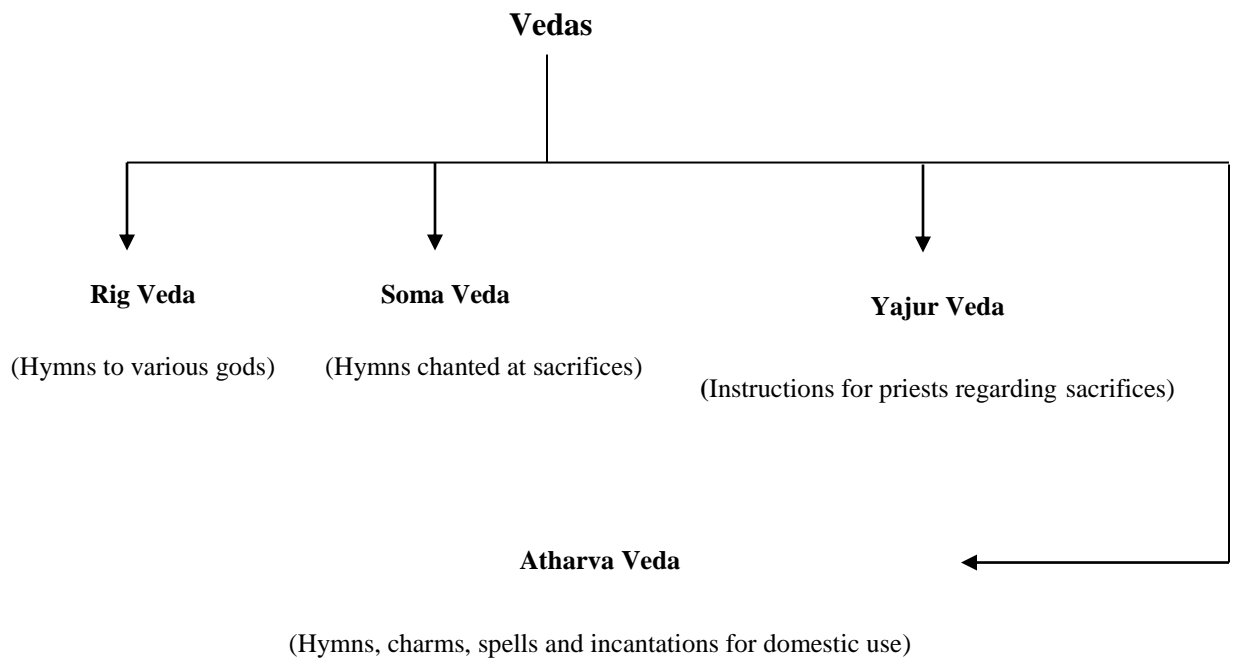 Vedas
Rig Veda
Soma Veda
Yajur Veda
(Hymns to various gods)
(Hymns chanted at sacrifices)
(Instructions for priests regarding sacrifices)
Atharva Veda
(Hymns, charms, spells and incantations for domestic use)